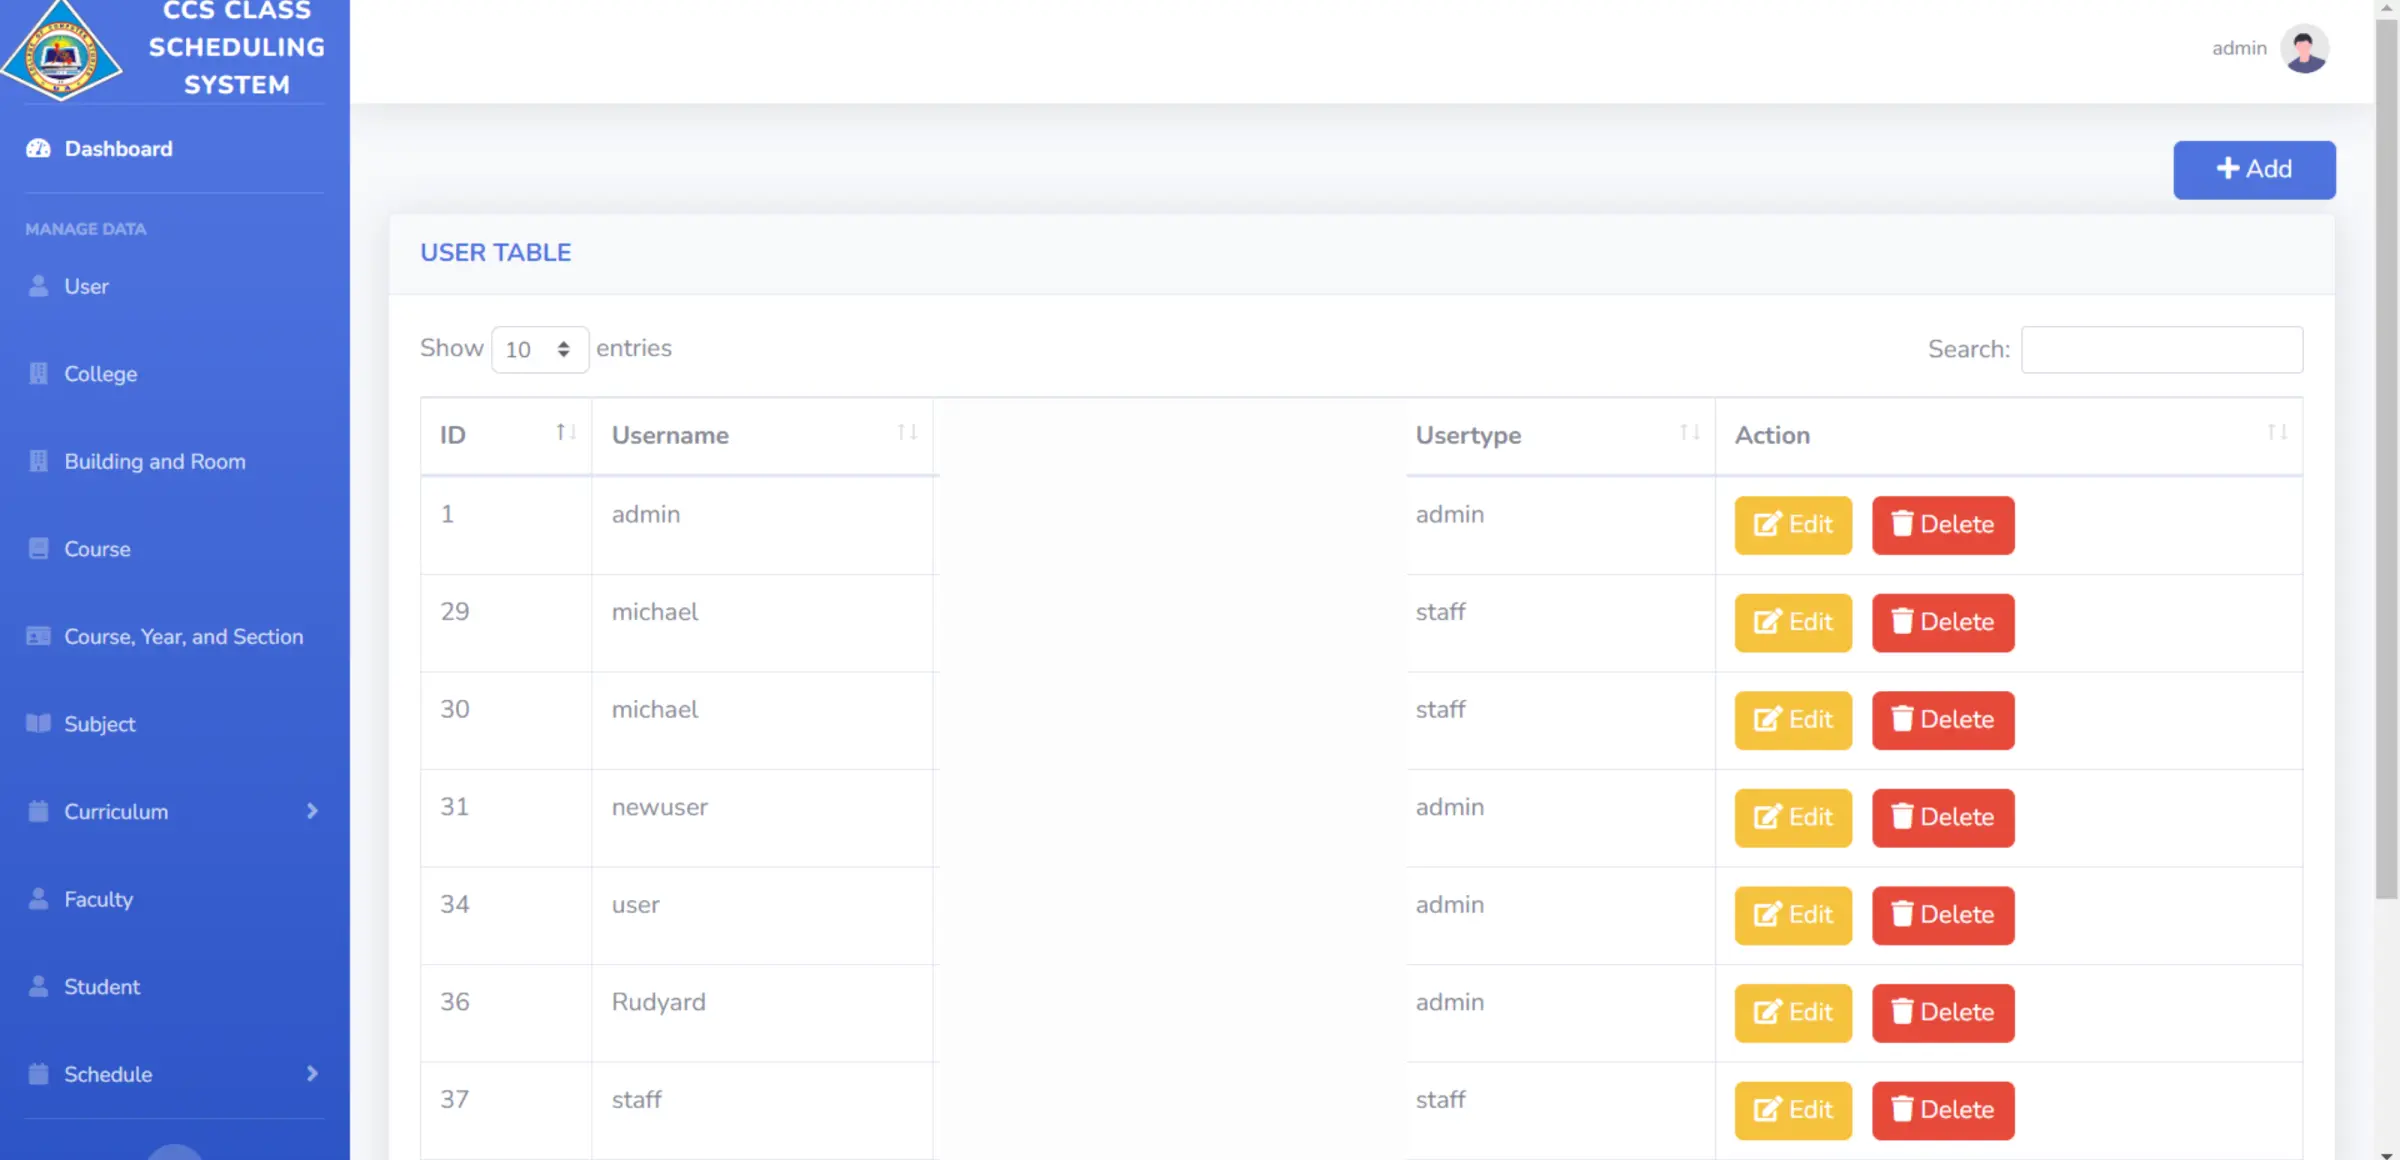 CCS CLASS
SCHEDULING
SYSTEM
admin
Dashboard
Add
MANAGE DATA
USER TABLE
User
Show 10 entries
Search:
College
ID Username Usertype Action
Building and Room
1 admin admin Edit Delete
Course
29 michael staff Edit Delete
Course, Year, and Section
30 michael staff Edit Delete
Subject
31 newuser admin Edit Delete
Curriculum
34 user admin Edit Delete
Faculty
36 Rudyard admin Edit Delete
Student
37 staff staff Edit Delete
Schedule